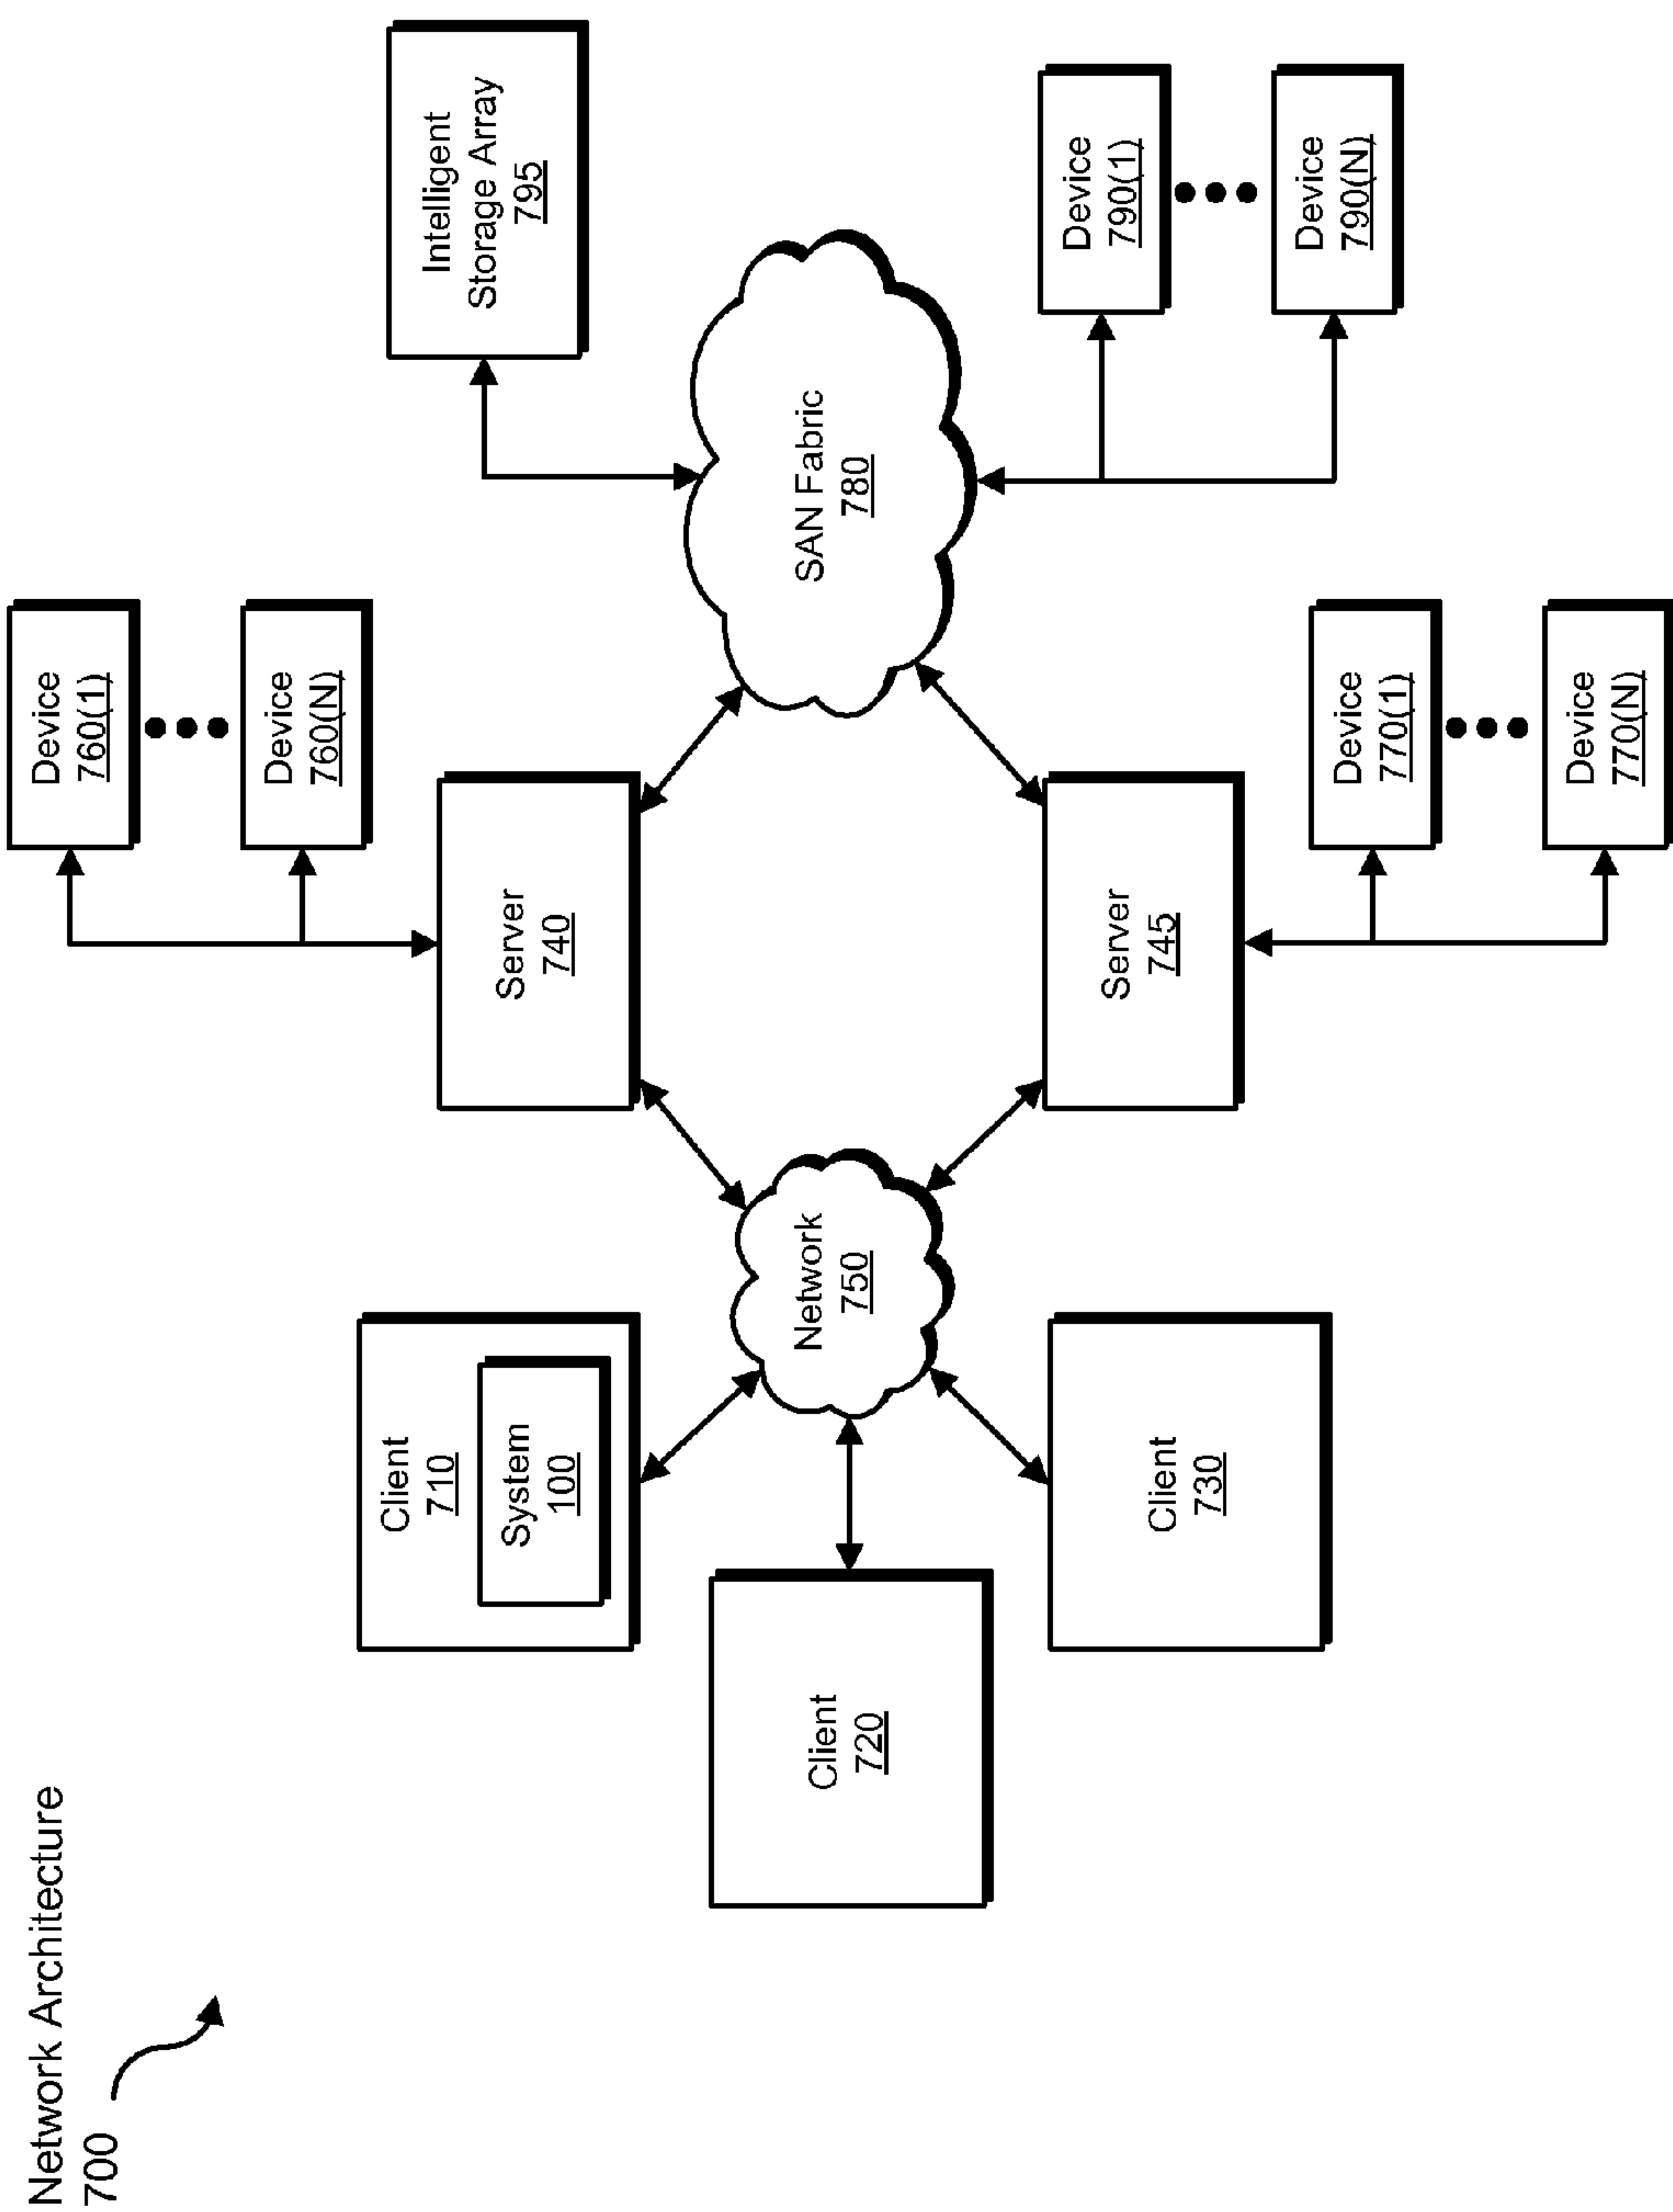 Network Architecture
700
Device
760(1)
Device
760(N)
Intelligent
Storage Array
795
Client
710
System
100
Server
740
Client
720
Network
750
SAN Fabric
780
Device
790(1)
Device
790(N)
Client
730
Server
745
Device
770(1)
Device
770(N)